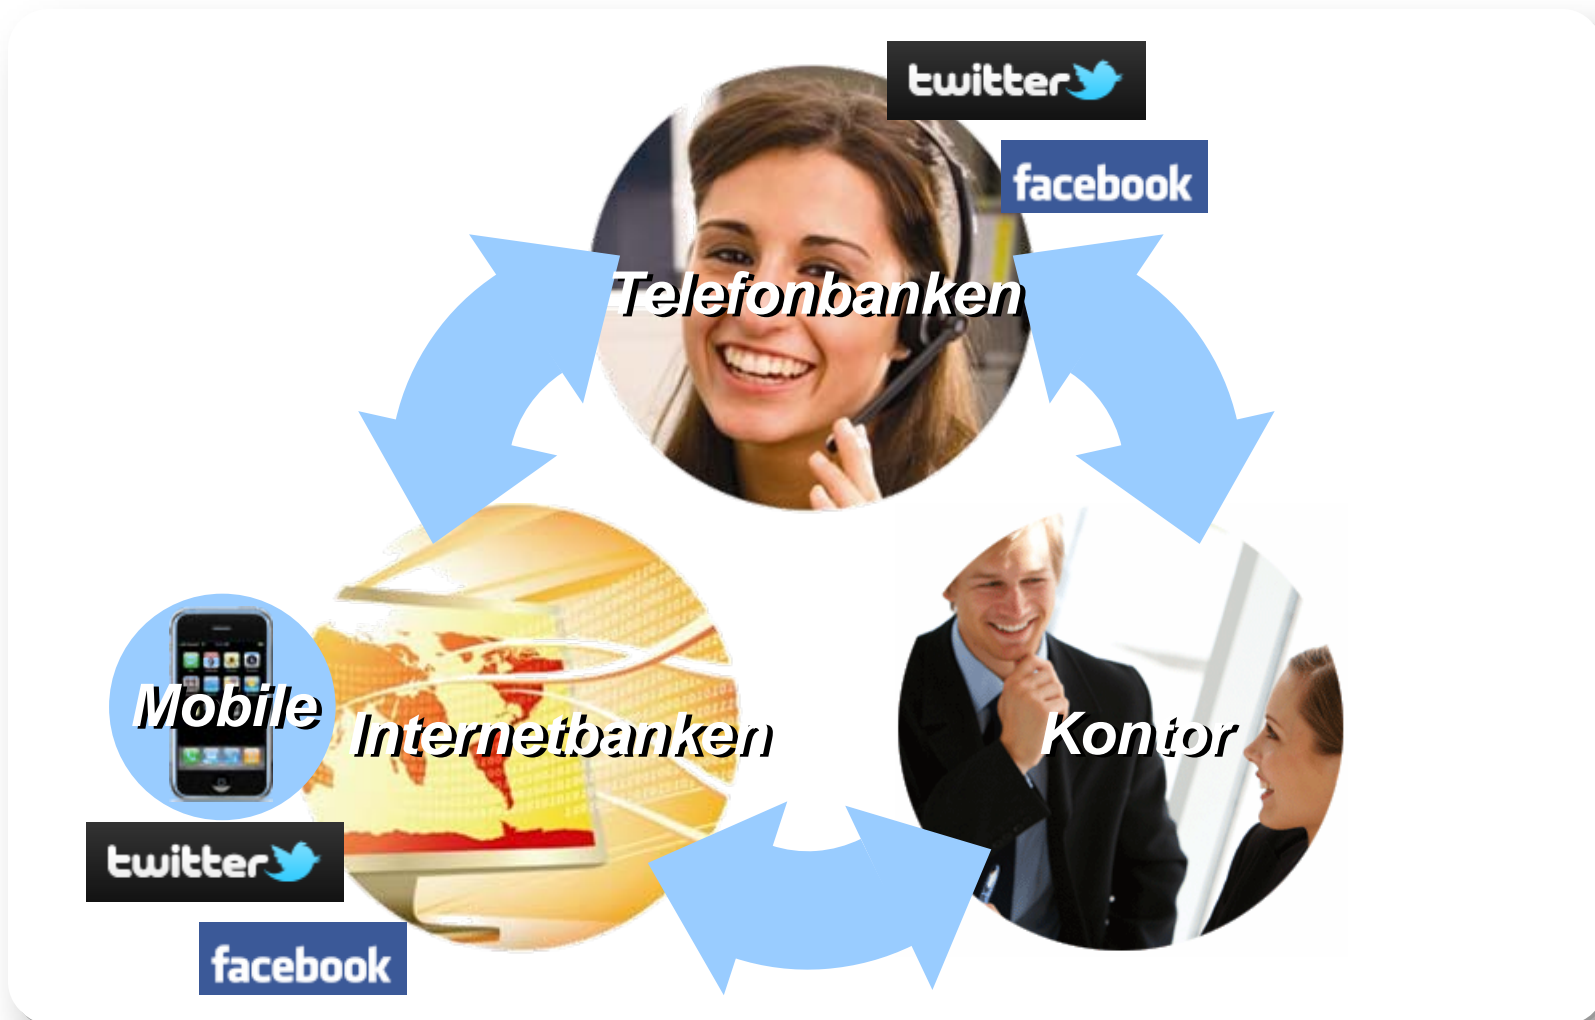 twitter
facebook
Telefonbanken
Mobile
Internetbanken
Kontor
twitter
facebook